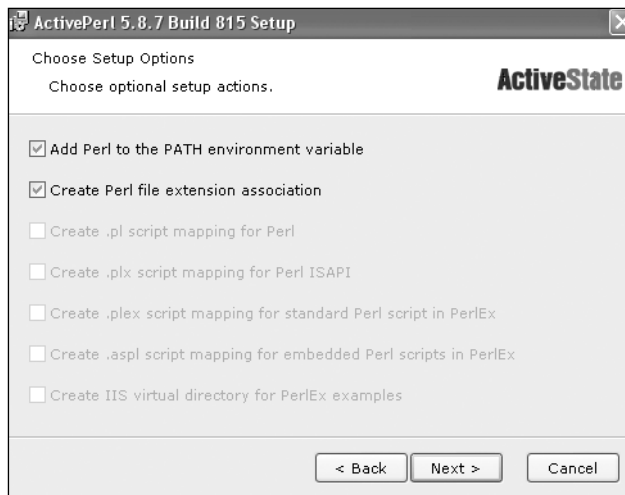 ActivePerl 5.8.7 Build 815 Setup
Choose Setup Options
Choose optional setup actions.
ActiveState
Add Perl to the PATH environment variable
Create Perl file extension association
Create .pl script mapping for Perl
Create .plx script mapping for Perl ISAPI
Create .plex script mapping for standard Perl script in PerlEx
Create .aspl script mapping for embedded Perl scripts in PerlEx
Create IIS virtual directory for PerlEx examples
< Back Next > Cancel